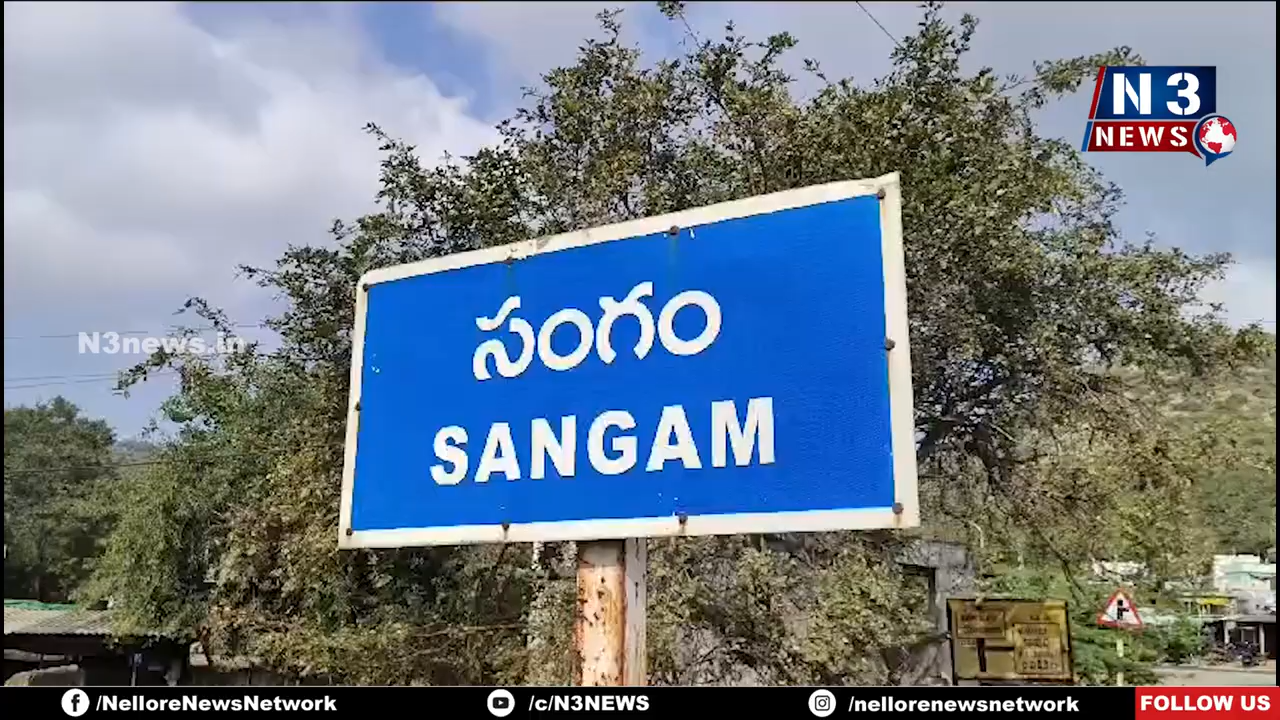 N3
NEWS
సంగం
N3news.in
SANGAM
/NelloreNewsNetwork
/c/N3NEWS
/nellorenewsnetwork
FOLLOW US